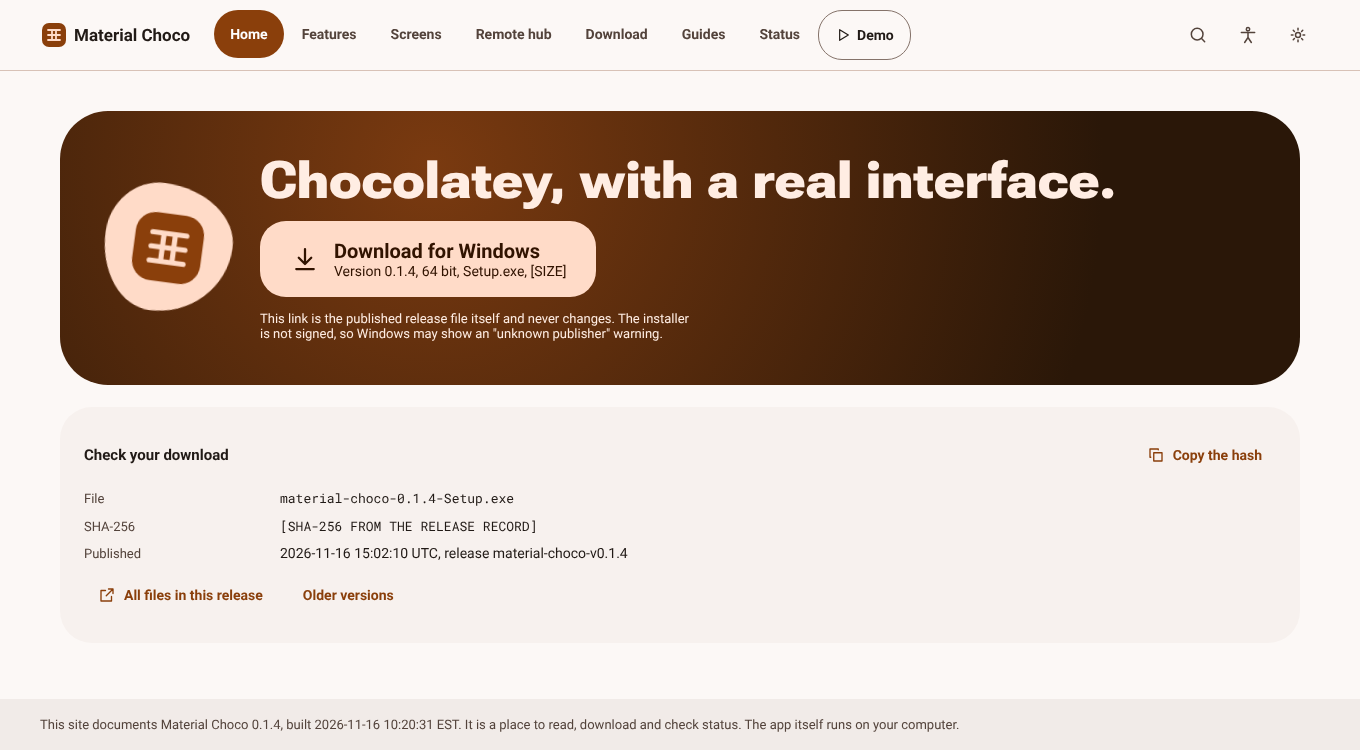 Material Choco
Home
Features
Screens
Remote hub
Download
Guides
Status
Demo
Chocolatey, with a real interface.
Download for Windows
Version 0.1.4, 64 bit, Setup.exe, [SIZE]
This link is the published release file itself and never changes. The installer
is not signed, so Windows may show an "unknown publisher" warning.
Check your download
Copy the hash
File
material-choco-0.1.4-Setup.exe
SHA-256
[SHA-256 FROM THE RELEASE RECORD]
Published
2026-11-16 15:02:10 UTC, release material-choco-v0.1.4
All files in this release
Older versions
This site documents Material Choco 0.1.4, built 2026-11-16 10:20:31 EST. It is a place to read, download and check status. The app itself runs on your computer.